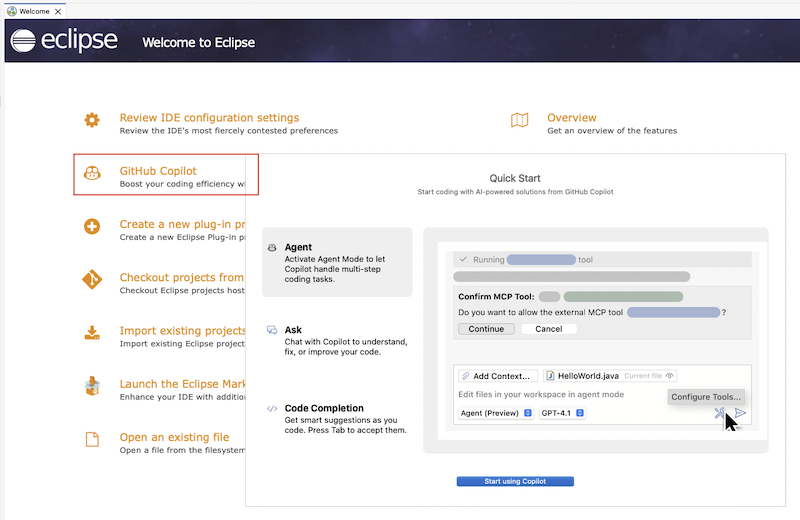 Welcome
eclipse
Welcome to Eclipse
Review IDE configuration settings
Review the IDE's most fiercely contested preferences
Overview
Get an overview of the features
GitHub Copilot
Boost your coding efficiency
Create a new plug-in
Create a new Eclipse Plug-in
Checkout projects from
Checkout Eclipse projects
Import existing projects
Import existing Eclipse
Launch the Eclipse
Enhance your IDE with
Open an existing file
Open a file from the filesystem
Quick Start
Start coding with AI-powered solutions from GitHub Copilot
Agent
Activate Agent Mode to let
Copilot handle multi-step
coding tasks.
Ask
Chat with Copilot to understand,
fix, or improve your code.
Code Completion
Get smart suggestions as you
code. Press Tab to accept them.
Running tool
Confirm MCP Tool:
Do you want to allow the external MCP tool ?
Continue Cancel
Add Context... HelloWorld.java Current file
Edit files in your workspace in agent mode
Configure Tools...
Agent (Preview) GPT-4.1
Start using Copilot